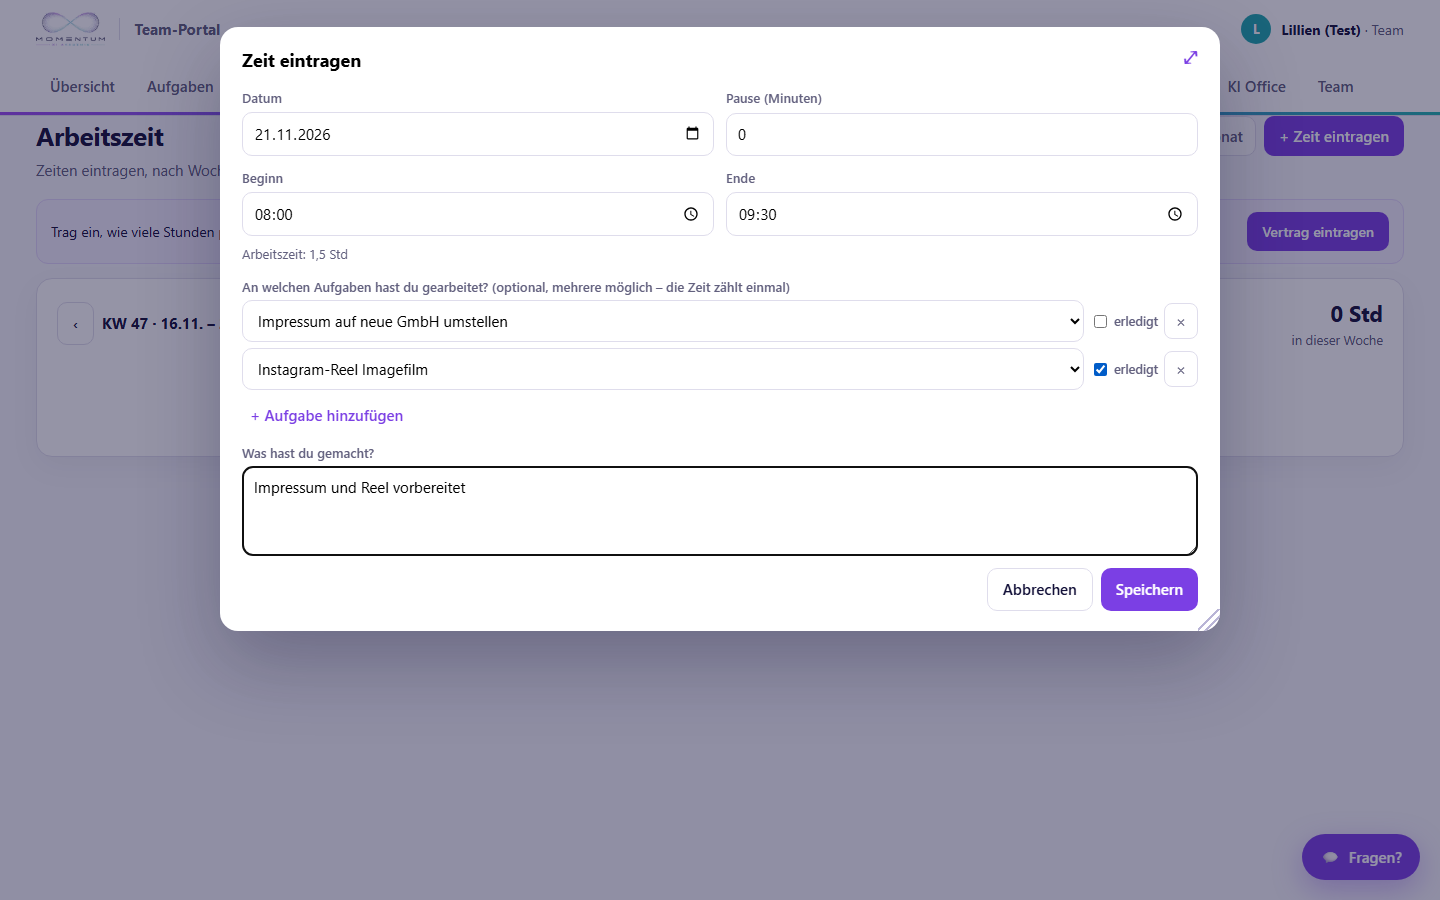 MOMENTUM
Team-Portal
L
Lillien (Test) · Team
Übersicht
Aufgaben
KI Office
Team
Arbeitszeit
nat
+ Zeit eintragen
Zeiten eintragen, nach Woch
Trag ein, wie viele Stunden
Vertrag eintragen
‹
KW 47 · 16.11. –
0 Std
in dieser Woche
Zeit eintragen
Datum
Pause (Minuten)
21.11.2026
0
Beginn
Ende
08:00
09:30
Arbeitszeit: 1,5 Std
An welchen Aufgaben hast du gearbeitet? (optional, mehrere möglich – die Zeit zählt einmal)
Impressum auf neue GmbH umstellen
erledigt
×
Instagram-Reel Imagefilm
erledigt
×
+ Aufgabe hinzufügen
Was hast du gemacht?
Impressum und Reel vorbereitet
Abbrechen
Speichern
Fragen?